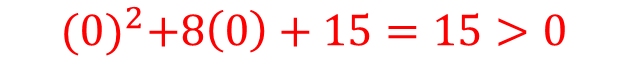 (0)²+8(0) + 15 = 15 > 0